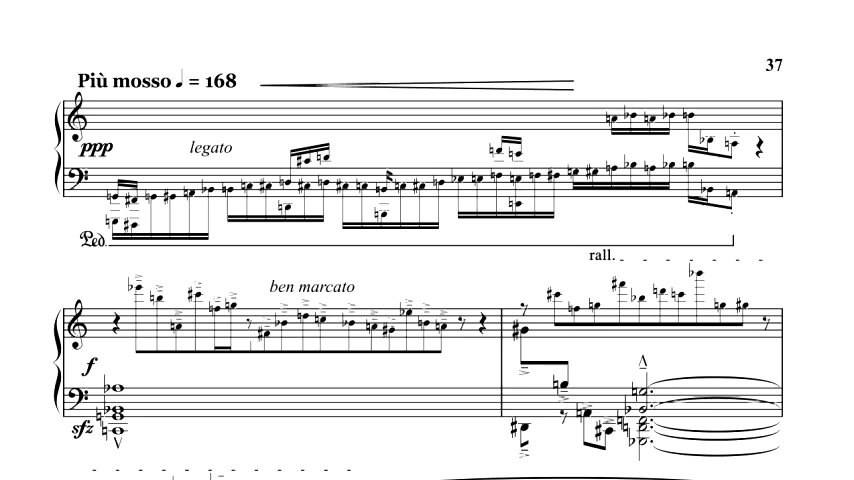 37
Più mosso ♩ = 168
ppp
legato
Ped.
rall.
ben marcato
f
sfz